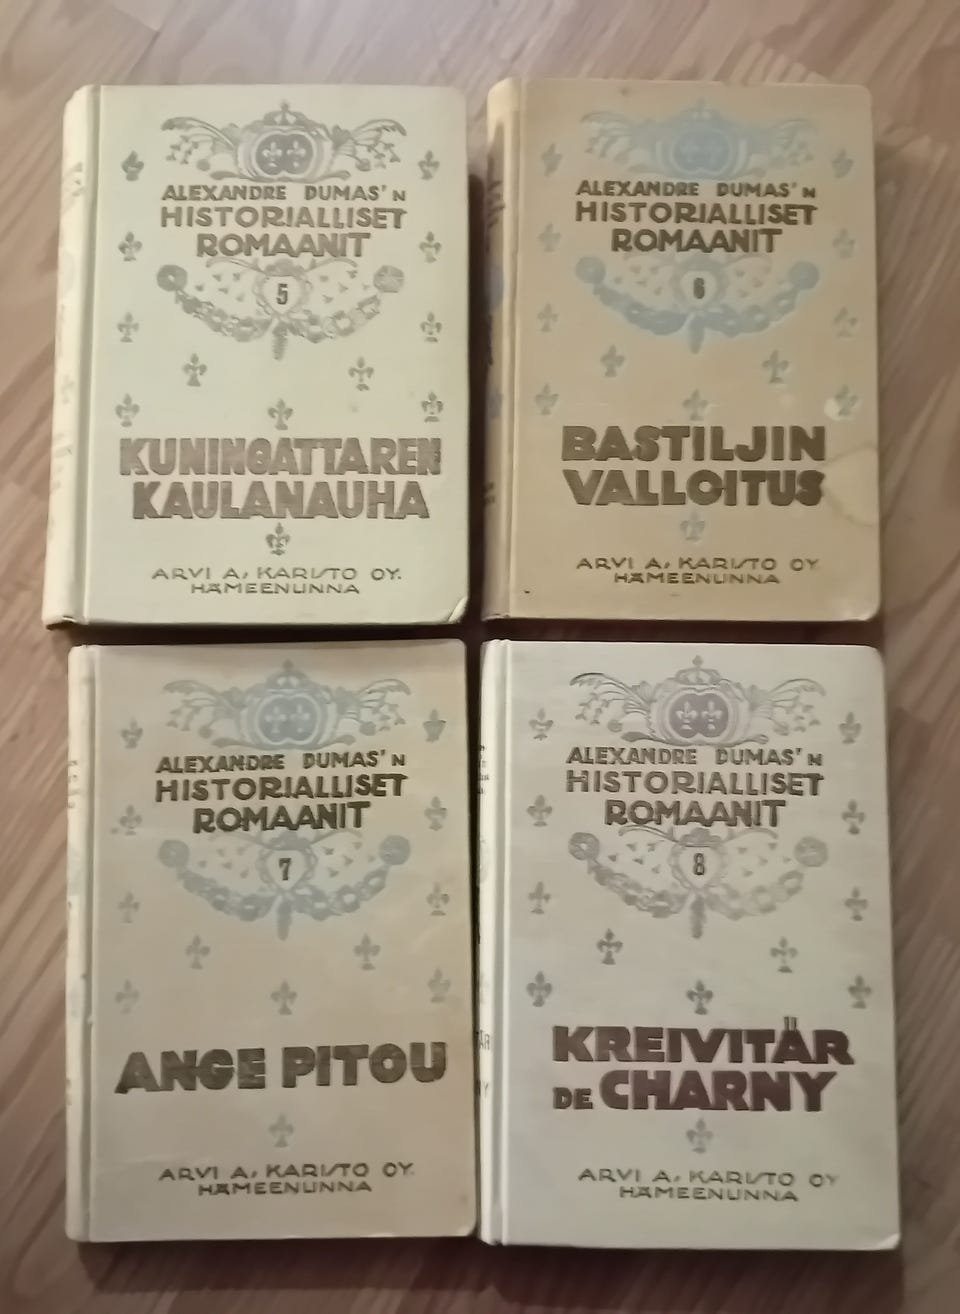 ALEXANDRE DUMAS'N
HISTORIALLISET
ROMAANIT
5
KUNINGATTAREN
KAULANAUHA
ARVI A. KARISTO OY.
HÄMEENLINNA
ALEXANDRE DUMAS'N
HISTORIALLISET
ROMAANIT
6
BASTILJIN
VALLOITUS
ARVI A. KARISTO OY
HÄMEENLINNA
ALEXANDRE DUMAS'N
HISTORIALLISET
ROMAANIT
7
ANGE PITOU
ARVI A. KARISTO OY.
HÄMEENLINNA
ALEXANDRE DUMAS'N
HISTORIALLISET
ROMAANIT
8
KREIVITÄR
DE CHARNY
ARVI A. KARISTO OY
HÄMEENLINNA